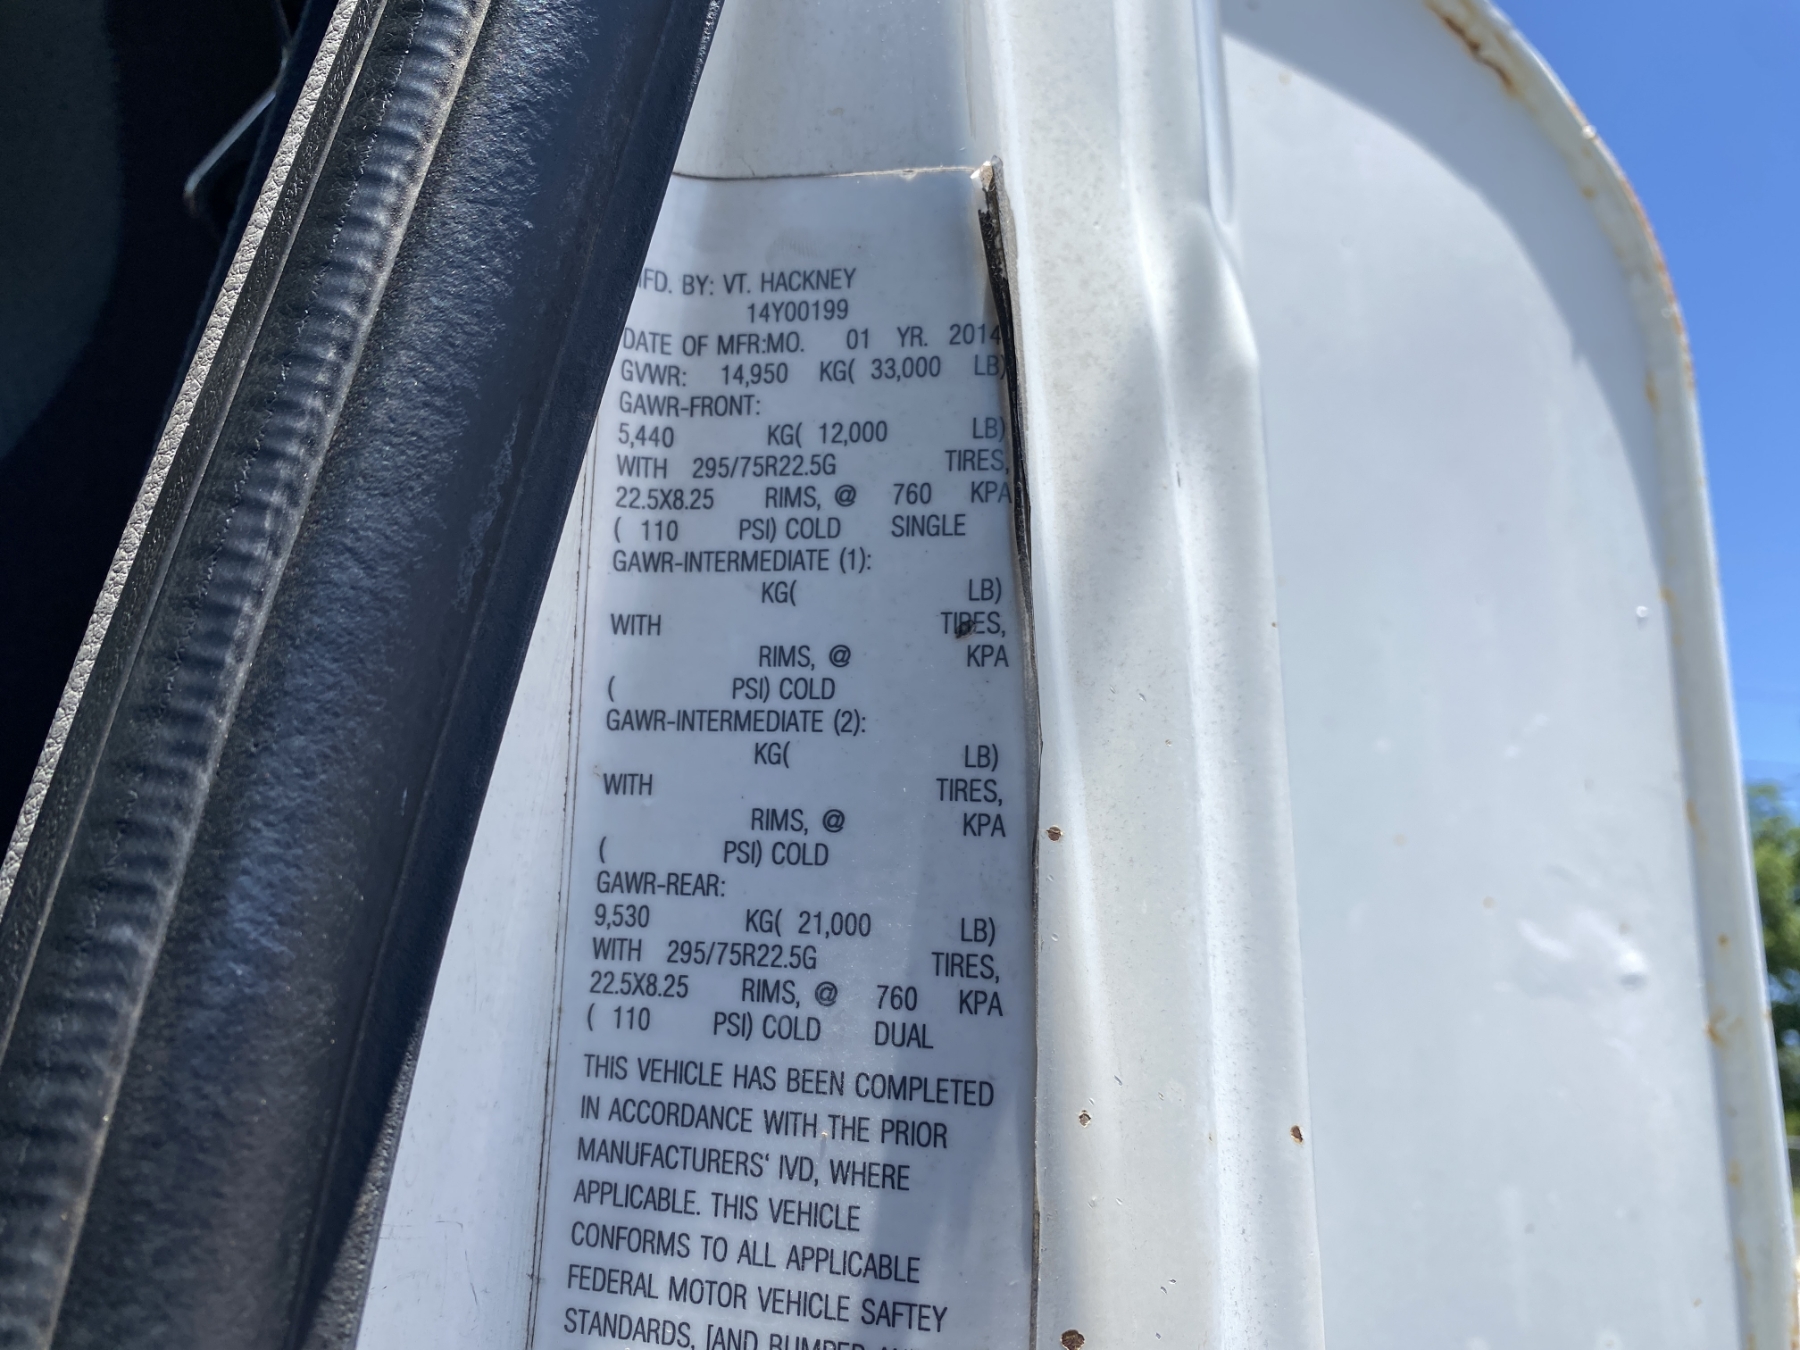 MFD. BY: VT. HACKNEY
14Y00199
DATE OF MFR:MO. 01 YR. 2014
GVWR: 14,950 KG( 33,000 LB)
GAWR-FRONT:
5,440 KG( 12,000 LB)
WITH 295/75R22.5G TIRES,
22.5X8.25 RIMS, @ 760 KPA
( 110 PSI) COLD SINGLE
GAWR-INTERMEDIATE (1):
KG( LB)
WITH TIRES,
RIMS, @ KPA
( PSI) COLD
GAWR-INTERMEDIATE (2):
KG( LB)
WITH TIRES,
RIMS, @ KPA
( PSI) COLD
GAWR-REAR:
9,530 KG( 21,000 LB)
WITH 295/75R22.5G TIRES,
22.5X8.25 RIMS, @ 760 KPA
( 110 PSI) COLD DUAL
THIS VEHICLE HAS BEEN COMPLETED
IN ACCORDANCE WITH THE PRIOR
MANUFACTURERS' IVD, WHERE
APPLICABLE. THIS VEHICLE
CONFORMS TO ALL APPLICABLE
FEDERAL MOTOR VEHICLE SAFTEY
STANDARDS, [AND BUMPER